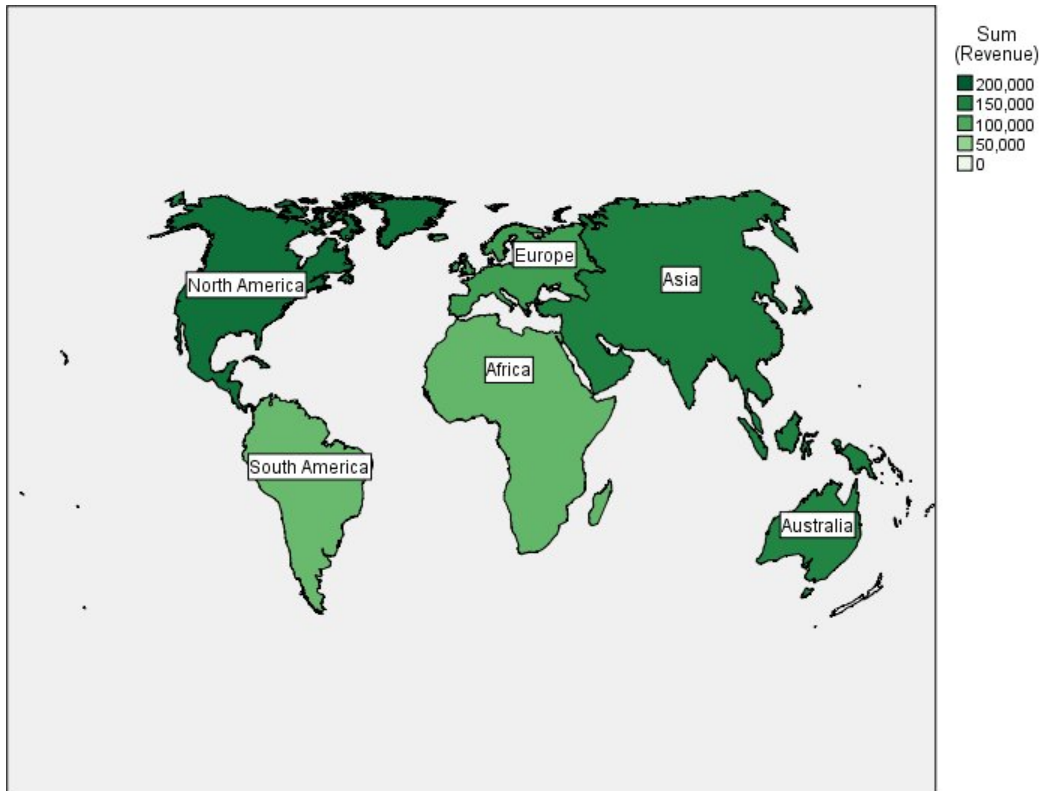 Sum
(Revenue)
200,000
150,000
100,000
50,000
0
Europe
North America
Asia
Africa
South America
Australia